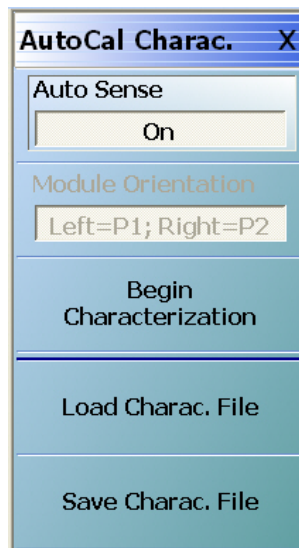 AutoCal Charac. X
Auto Sense
On
Module Orientation
Left=P1; Right=P2
Begin
Characterization
Load Charac. File
Save Charac. File